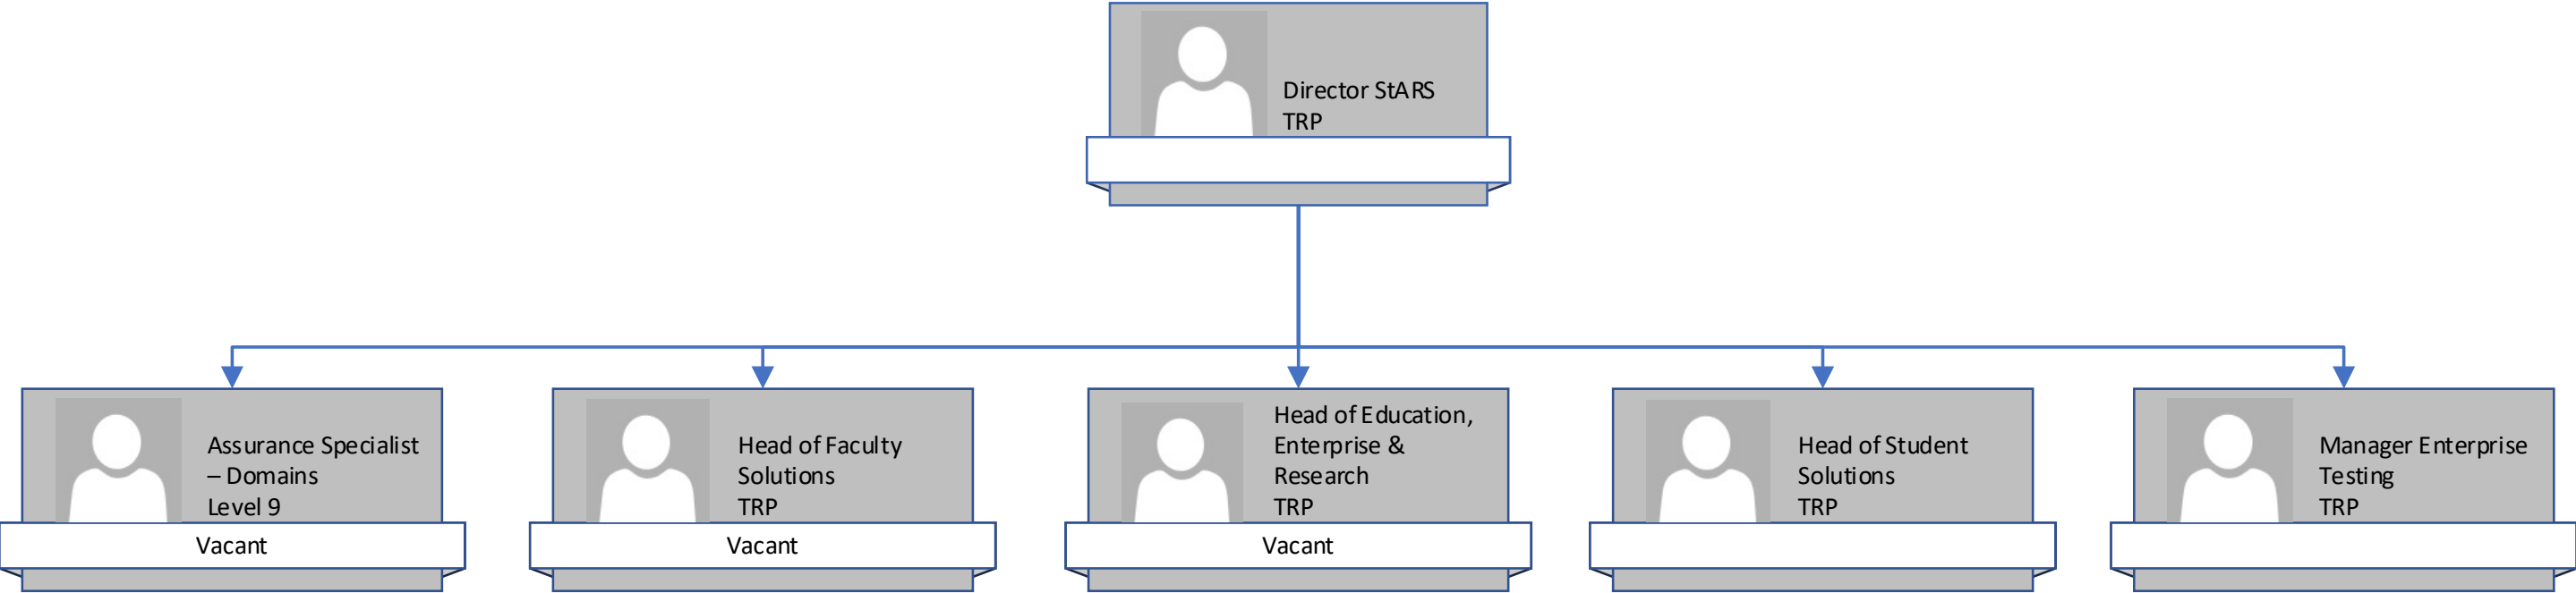 Director StARS
TRP
Assurance Specialist
– Domains
Level 9
Vacant
Head of Faculty
Solutions
TRP
Vacant
Head of Education,
Enterprise &
Research
TRP
Vacant
Head of Student
Solutions
TRP
Manager Enterprise
Testing
TRP